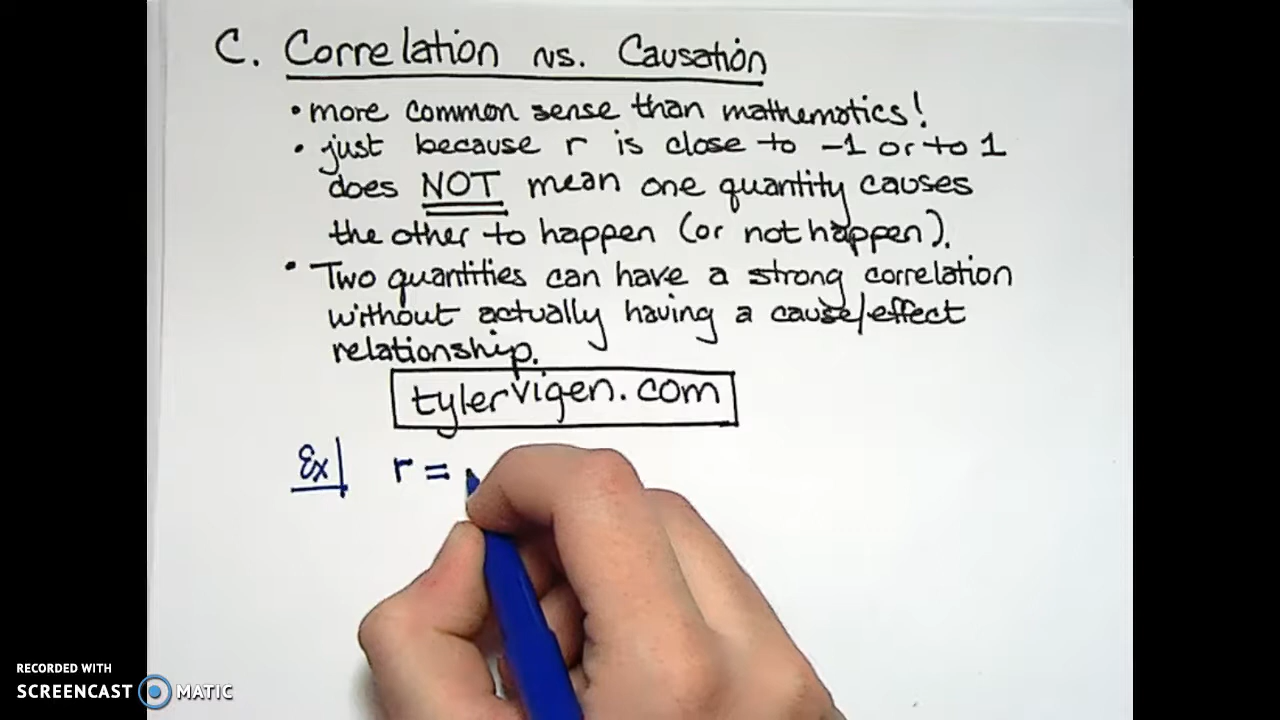 C. Correlation vs. Causation
• more common sense than mathematics!
• just because r is close to -1 or to 1
does NOT mean one quantity causes
the other to happen (or not happen).
• Two quantities can have a strong correlation
without actually having a cause/effect
relationship.
tylervigen.com
Ex| r =
RECORDED WITH
SCREENCAST MATIC